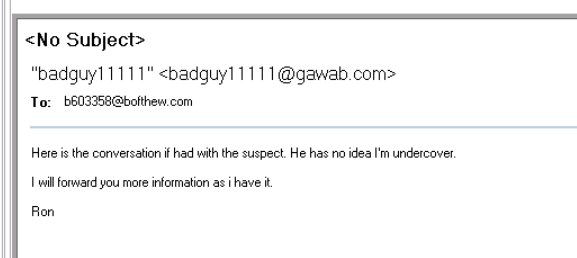 <No Subject>
"badguy11111" <badguy11111@gawab.com>
To: b603358@bofthew.com
Here is the conversation if had with the suspect. He has no idea I'm undercover.
I will forward you more information as i have it.
Ron